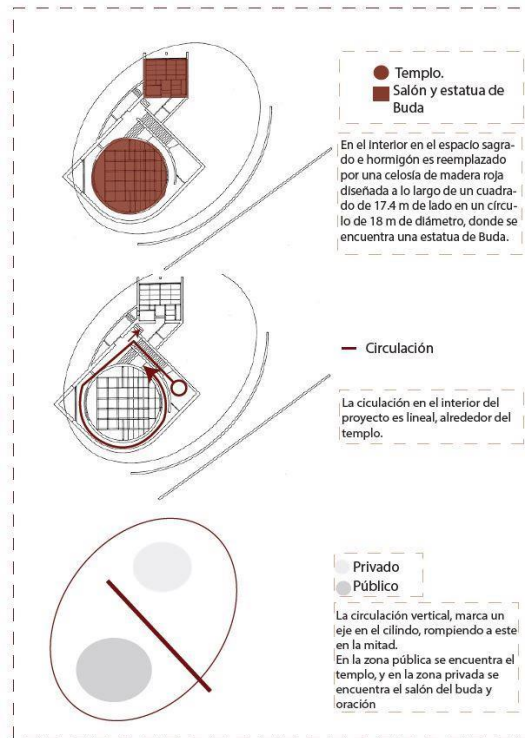 Templo.
Salón y estatua de
Buda
En el Interior en el espacio sagra-
do e hormigón es reemplazado
por una celosía de madera roja
diseñada a lo largo de un cuadra-
do de 17.4 m de lado en un círcu-
lo de 18 m de diámetro, donde se
encuentra una estatua de Buda.
Circulación
La ciculación en el interior del
proyecto es lineal, alrededor del
templo.
Privado
Público
La circulación vertical, marca un
eje en el cilindo, rompiendo a este
en la mitad.
En la zona pública se encuentra el
templo, y en la zona privada se
encuentra el salón del buda y
oración